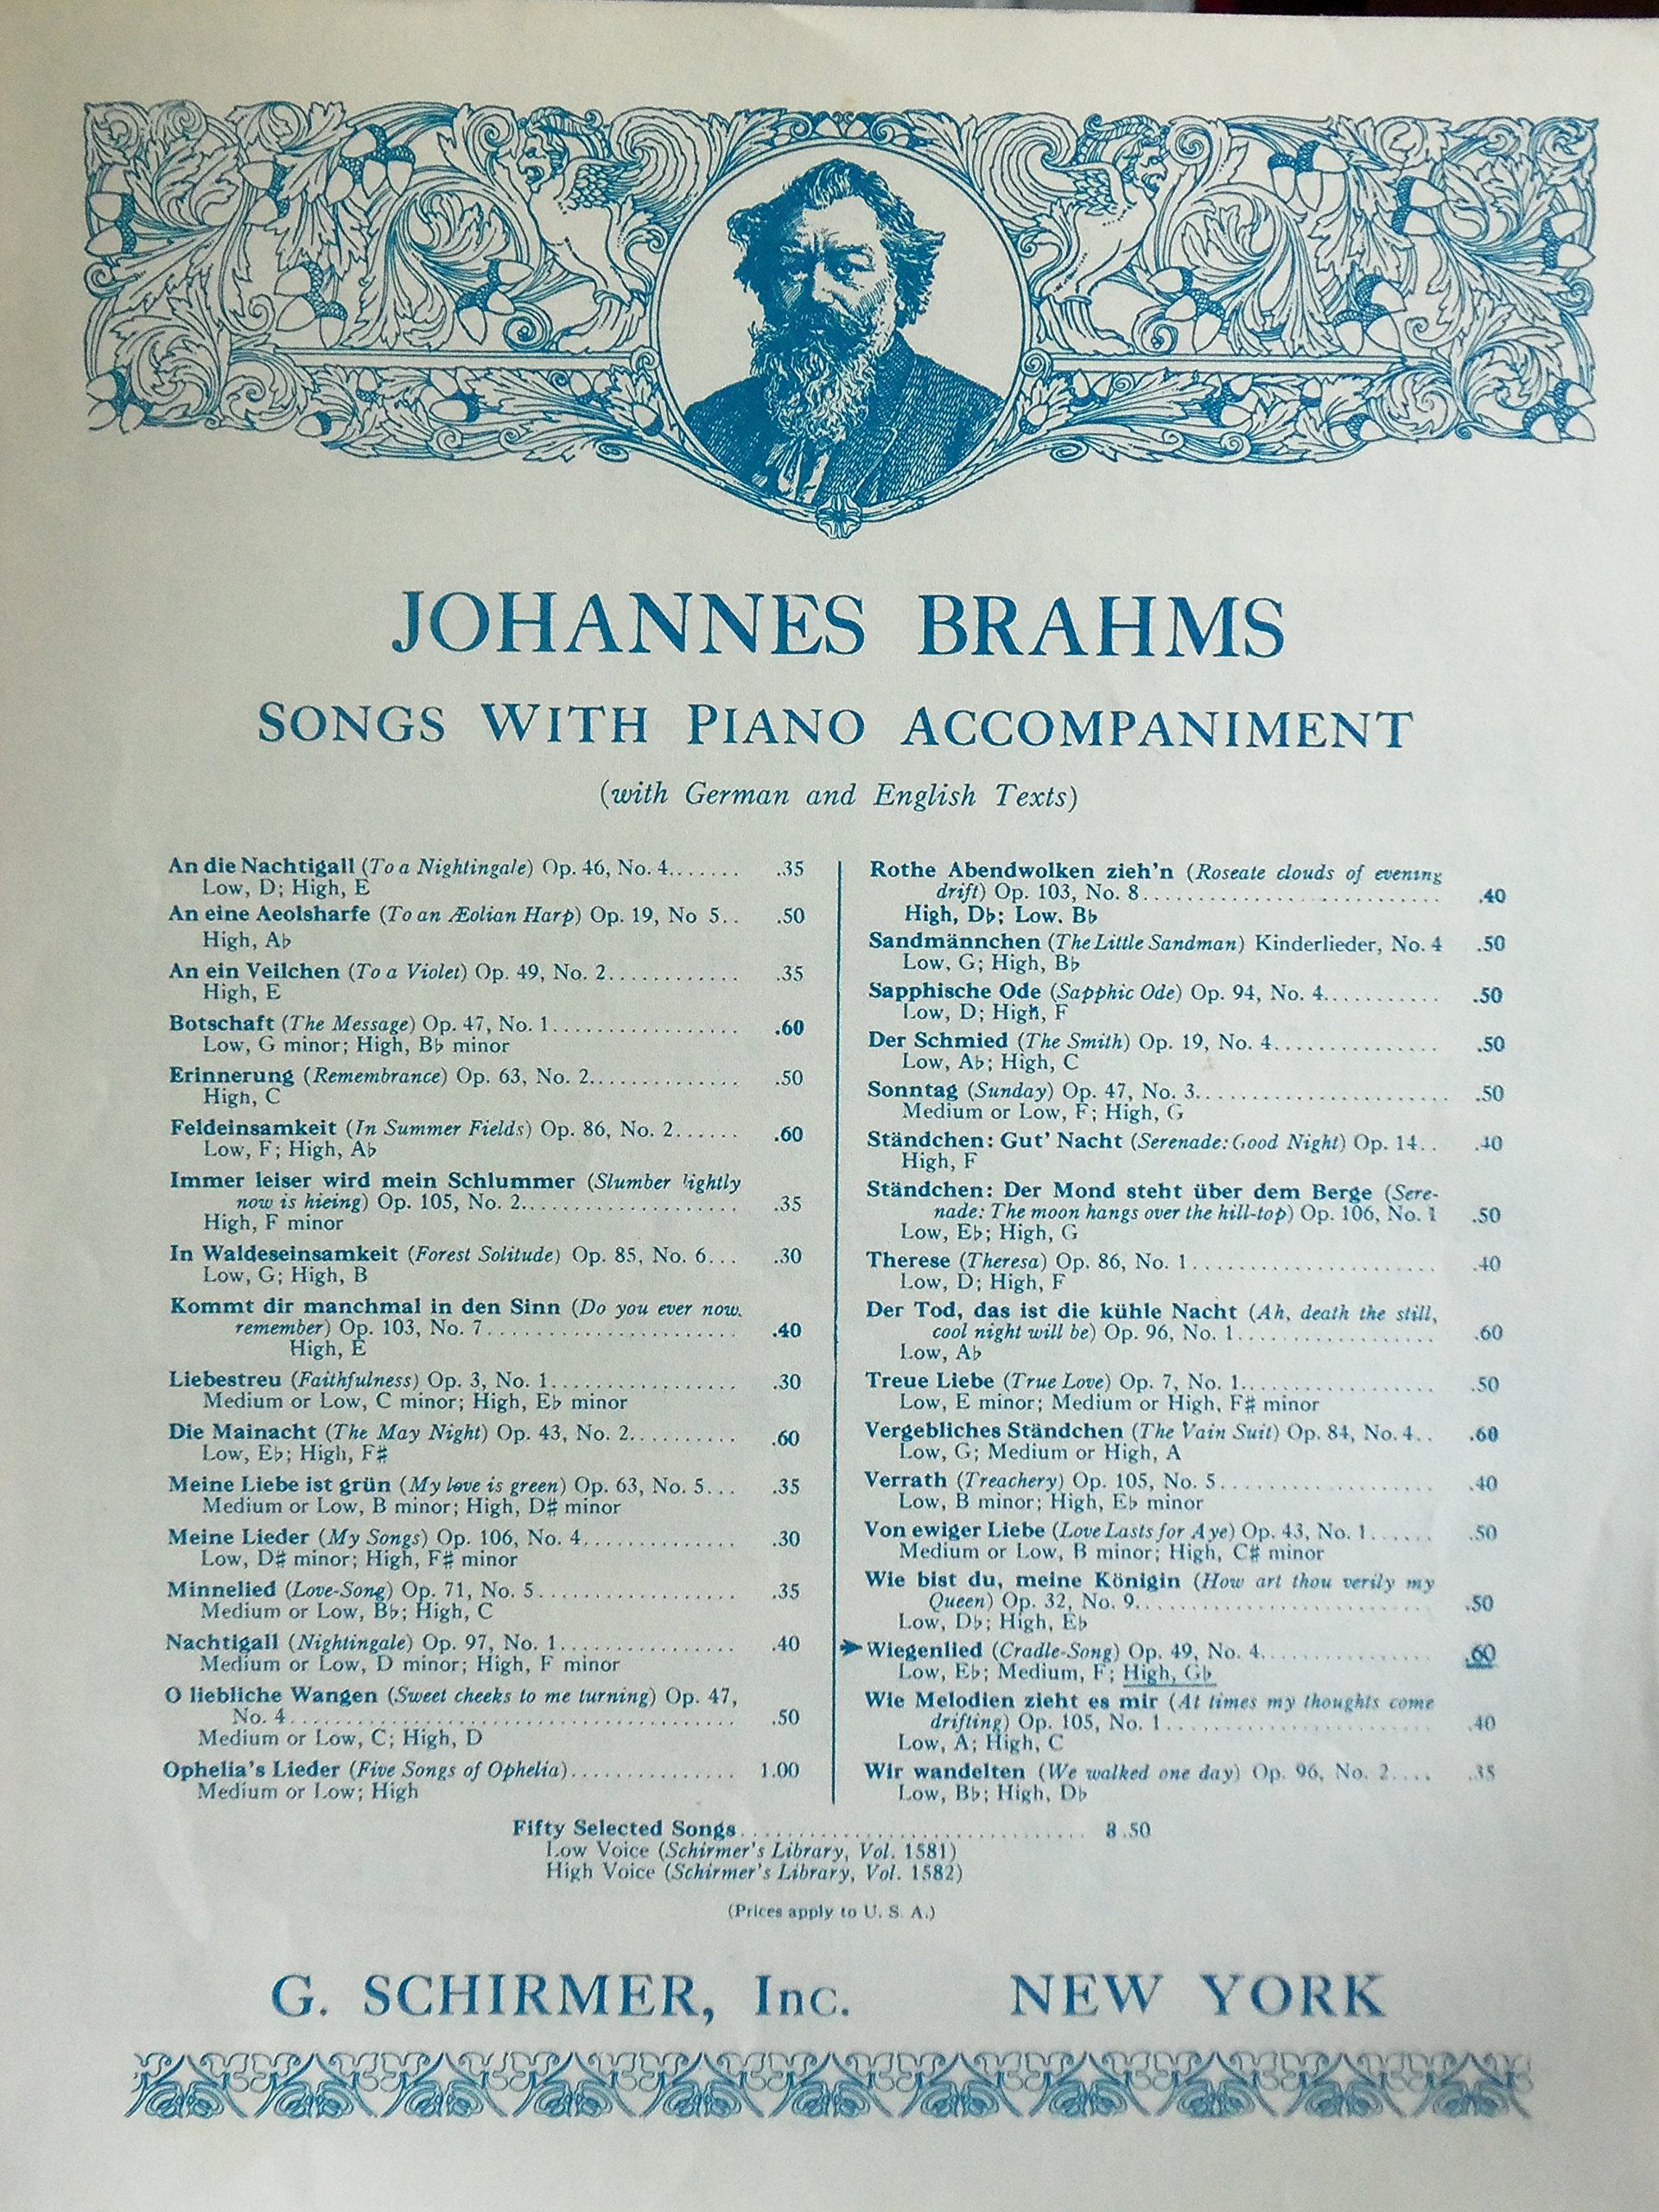 JOHANNES BRAHMS
SONGS WITH PIANO ACCOMPANIMENT
(with German and English Texts)
An die Nachtigall (To a Nightingale) Op. 46, No. 4....... .35
Low, D; High, E
An eine Aeolsharfe (To an Æolian Harp) Op. 19, No 5.. .50
High, A♭
An ein Veilchen (To a Violet) Op. 49, No. 2............ .35
High, E
Botschaft (The Message) Op. 47, No. 1................. .60
Low, G minor; High, B♭ minor
Erinnerung (Remembrance) Op. 63, No. 2.............. .50
High, C
Feldeinsamkeit (In Summer Fields) Op. 86, No. 2...... .60
Low, F; High, A♭
Immer leiser wird mein Schlummer (Slumber lightly
now is hieing) Op. 105, No. 2.................... .35
High, F minor
In Waldeseinsamkeit (Forest Solitude) Op. 85, No. 6... .30
Low, G; High, B
Kommt dir manchmal in den Sinn (Do you ever now,
remember) Op. 103, No. 7....................... .40
High, E
Liebestreu (Faithfulness) Op. 3, No. 1................. .30
Medium or Low, C minor; High, E♭ minor
Die Mainacht (The May Night) Op. 43, No. 2.......... .60
Low, E♭; High, F♯
Meine Liebe ist grün (My love is green) Op. 63, No. 5... .35
Medium or Low, B minor; High, D♯ minor
Meine Lieder (My Songs) Op. 106, No. 4.............. .30
Low, D♯ minor; High, F♯ minor
Minnelied (Love-Song) Op. 71, No. 5.................. .35
Medium or Low, B♭; High, C
Nachtigall (Nightingale) Op. 97, No. 1................ .40
Medium or Low, D minor; High, F minor
O liebliche Wangen (Sweet cheeks to me turning) Op. 47,
No. 4......................................... .50
Medium or Low, C; High, D
Ophelia's Lieder (Five Songs of Ophelia)............... 1.00
Medium or Low; High
Rothe Abendwolken zieh'n (Roseate clouds of evening
drift) Op. 103, No. 8........................... .40
High, D♭; Low. B♭
Sandmännchen (The Little Sandman) Kinderlieder, No. 4 .50
Low, G; High, B♭
Sapphische Ode (Sapphic Ode) Op. 94, No. 4........... .50
Low, D; High, F
Der Schmied (The Smith) Op. 19, No. 4............... .50
Low, A♭; High, C
Sonntag (Sunday) Op. 47, No. 3....................... .50
Medium or Low, F; High, G
Ständchen: Gut' Nacht (Serenade: Good Night) Op. 14.. .40
High, F
Ständchen: Der Mond steht über dem Berge (Sere-
nade: The moon hangs over the hill-top) Op. 106, No. 1 .50
Low, E♭; High, G
Therese (Theresa) Op. 86, No. 1...................... .40
Low, D; High, F
Der Tod, das ist die kühle Nacht (Ah, death the still,
cool night will be) Op. 96, No. 1.................. .60
Low, A♭
Treue Liebe (True Love) Op. 7, No. 1.................. .50
Low, E minor; Medium or High, F♯ minor
Vergebliches Ständchen (The Vain Suit) Op. 84, No. 4.. .60
Low, G; Medium or High, A
Verrath (Treachery) Op. 105, No. 5.................... .40
Low, B minor; High, E♭ minor
Von ewiger Liebe (Love Lasts for Aye) Op. 43, No. 1...... .50
Medium or Low, B minor; High, C♯ minor
Wie bist du, meine Königin (How art thou verily my
Queen) Op. 32, No. 9........................... .50
Low, D♭; High, E♭
➤Wiegenlied (Cradle-Song) Op. 49, No. 4................ .60
Low, E♭; Medium, F; High, G♭
Wie Melodien zieht es mir (At times my thoughts come
drifting) Op. 105, No. 1........................ .40
Low, A; High, C
Wir wandelten (We walked one day) Op. 96, No. 2.... .35
Low, B♭; High, D♭
Fifty Selected Songs................................ 3.50
Low Voice (Schirmer's Library, Vol. 1581)
High Voice (Schirmer's Library, Vol. 1582)
(Prices apply to U. S. A.)
G. SCHIRMER, Inc. NEW YORK